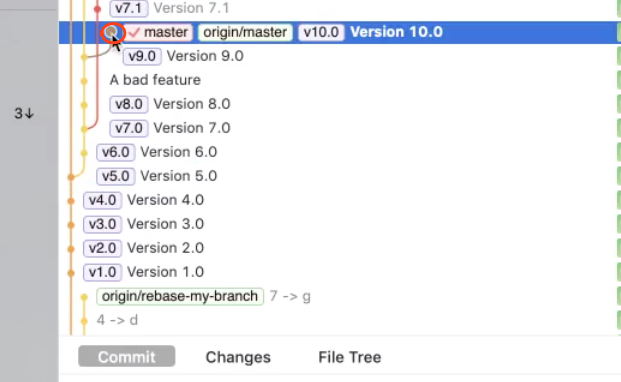 v7.1 Version 7.1
master origin/master v10.0 Version 10.0
v9.0 Version 9.0
A bad feature
v8.0 Version 8.0
3↓
v7.0 Version 7.0
v6.0 Version 6.0
v5.0 Version 5.0
v4.0 Version 4.0
v3.0 Version 3.0
v2.0 Version 2.0
v1.0 Version 1.0
origin/rebase-my-branch 7 -> g
4 -> d
Commit Changes File Tree